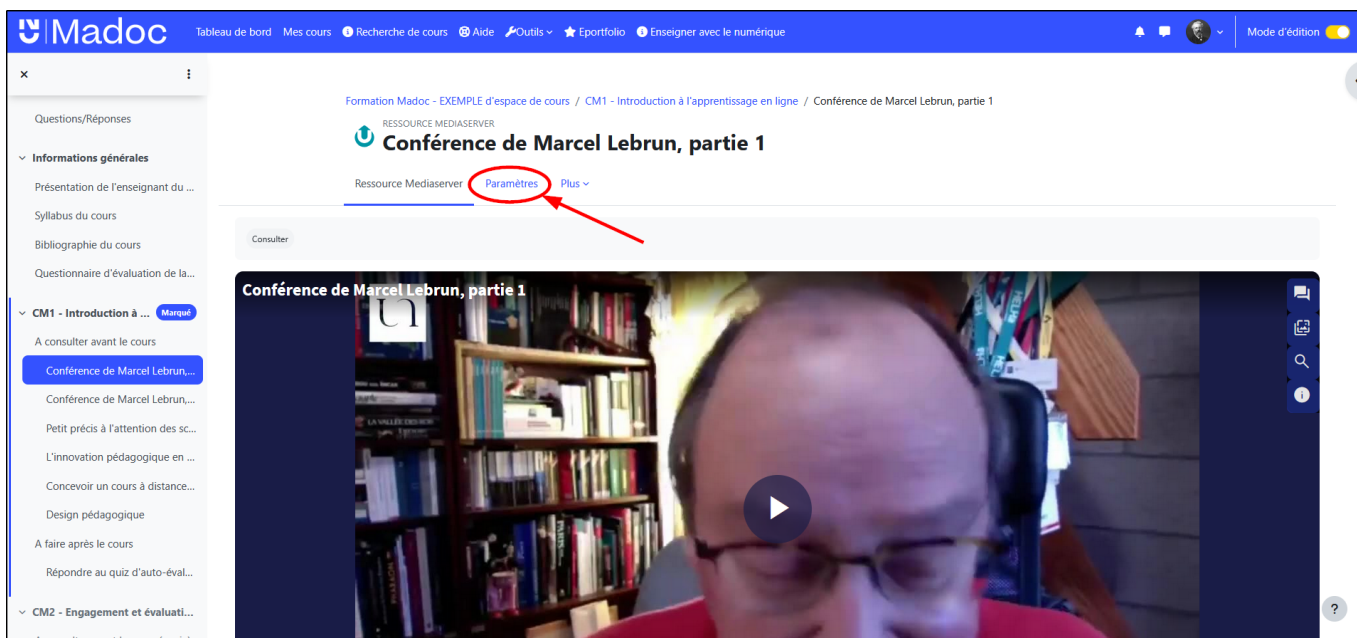 Madoc
Tableau de bord Mes cours Recherche de cours Aide Outils Eportfolio Enseigner avec le numérique
Mode d'édition
Questions/Réponses
Informations générales
Présentation de l'enseignant du ...
Syllabus du cours
Bibliographie du cours
Questionnaire d'évaluation de la...
CM1 - Introduction à ... Marqué
A consulter avant le cours
Conférence de Marcel Lebrun,...
Conférence de Marcel Lebrun,...
Petit précis à l'attention des sc...
L'innovation pédagogique en ...
Concevoir un cours à distance...
Design pédagogique
A faire après le cours
Répondre au quiz d'auto-éval...
CM2 - Engagement et évaluati...
Formation Madoc - EXEMPLE d'espace de cours / CM1 - Introduction à l'apprentissage en ligne / Conférence de Marcel Lebrun, partie 1
RESSOURCE MEDIASERVER
Conférence de Marcel Lebrun, partie 1
Ressource Mediaserver Paramètres Plus
Consulter
Conférence de Marcel Lebrun, partie 1
LA VALLÉE DES ROIS
?